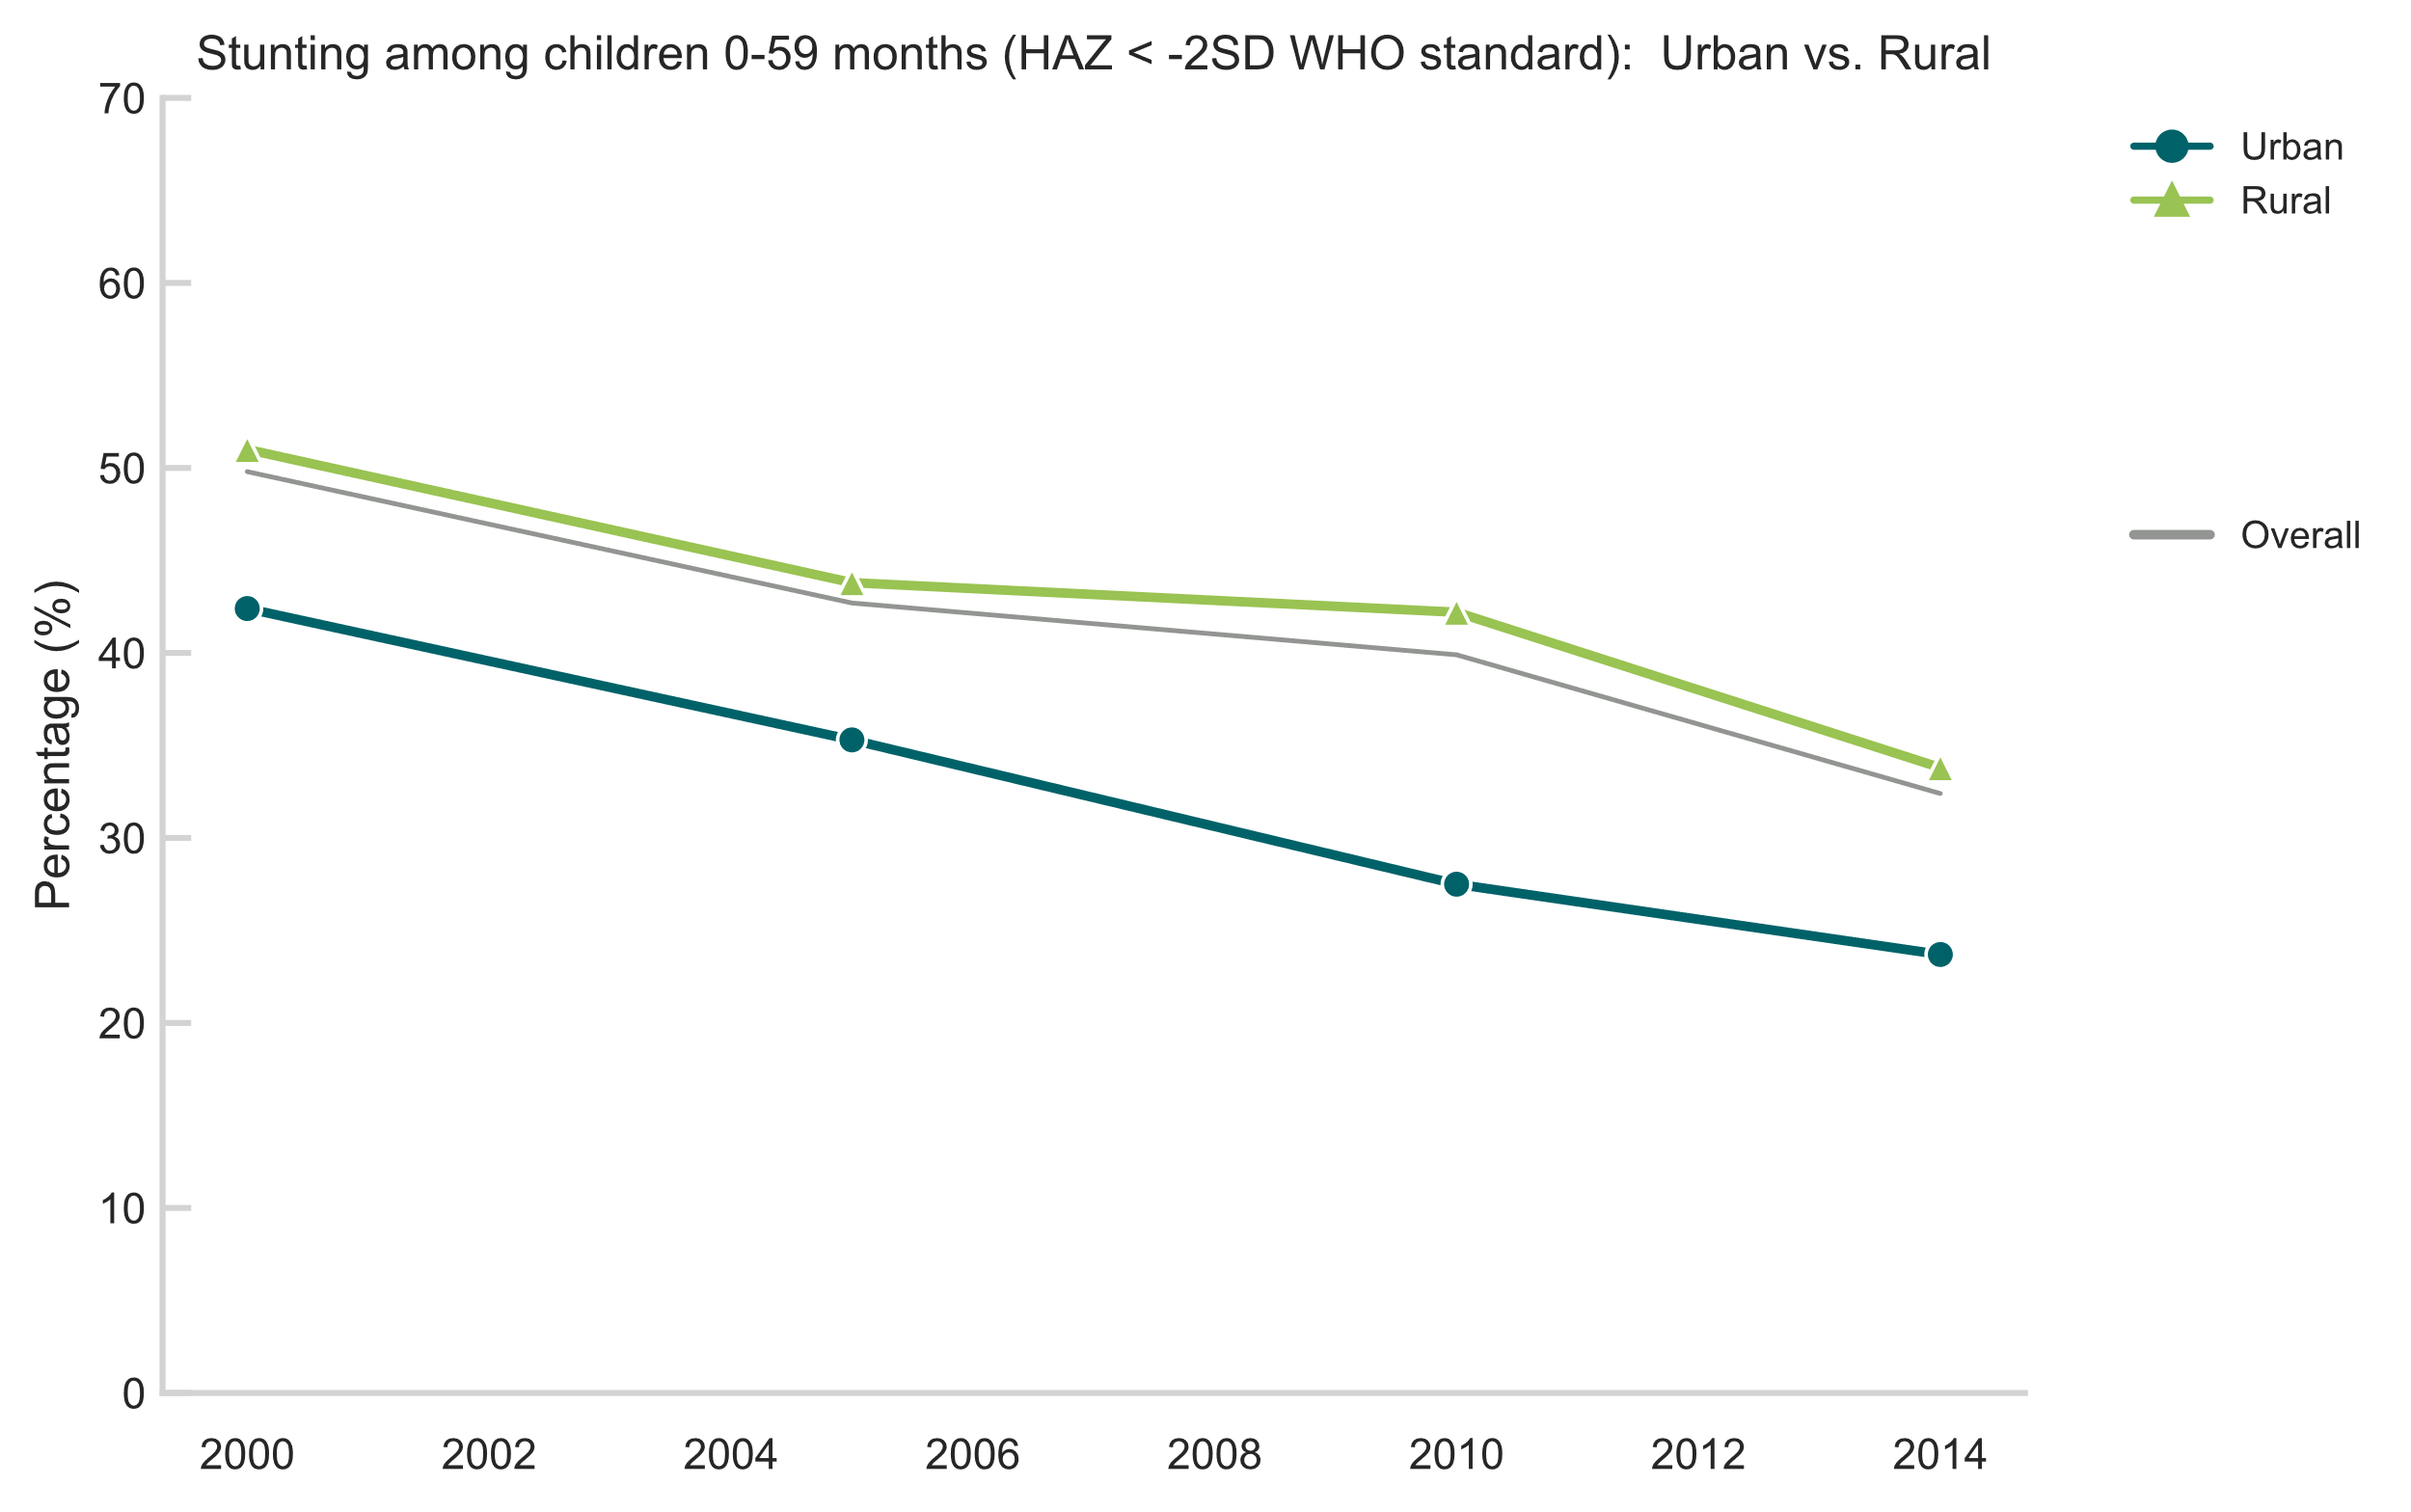 Stunting among children 0-59 months (HAZ < -2SD WHO standard):  Urban vs. Rural
Urban
Rural
Overall
Percentage (%)
70
60
50
40
30
20
10
0
2000 2002 2004 2006 2008 2010 2012 2014